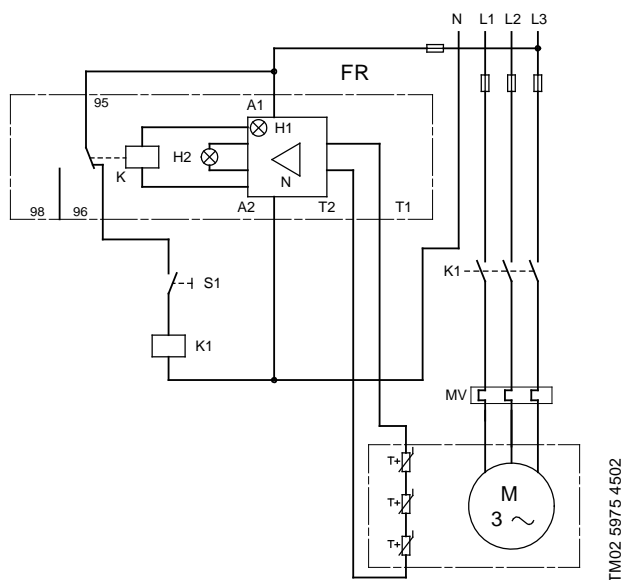 N L1 L2 L3
FR
95
A1
H1
H2
K
N
98 96
A2 T2 T1
K1
S1
K1
MV
T+
T+
T+
M
3 ~
TM02 5975 4502